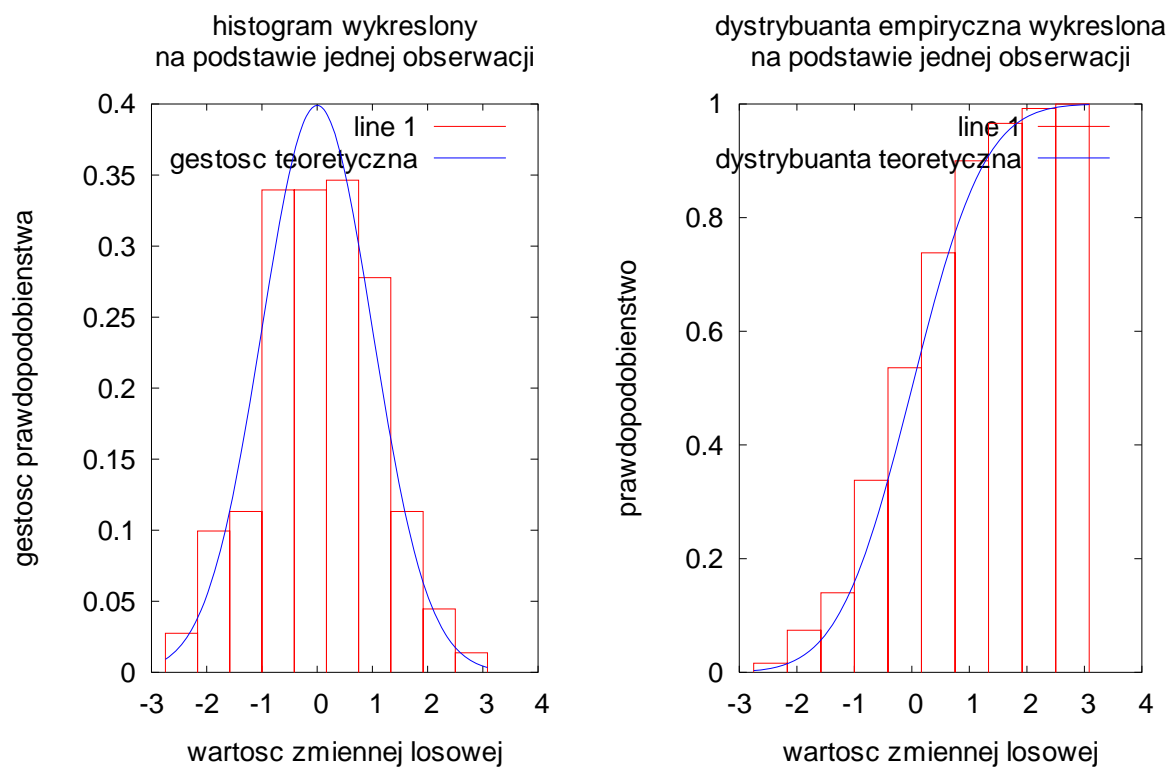 histogram wykreslony
na podstawie jednej obserwacji
0.4
0.35
0.3
0.25
0.2
0.15
0.1
0.05
0
-3 -2 -1 0 1 2 3 4
gestosc prawdopodobienstwa
wartosc zmiennej losowej
line 1
gestosc teoretyczna
dystrybuanta empiryczna wykreslona
na podstawie jednej obserwacji
1
0.8
0.6
0.4
0.2
0
-3 -2 -1 0 1 2 3 4
prawdopodobienstwo
wartosc zmiennej losowej
line 1
dystrybuanta teoretyczna